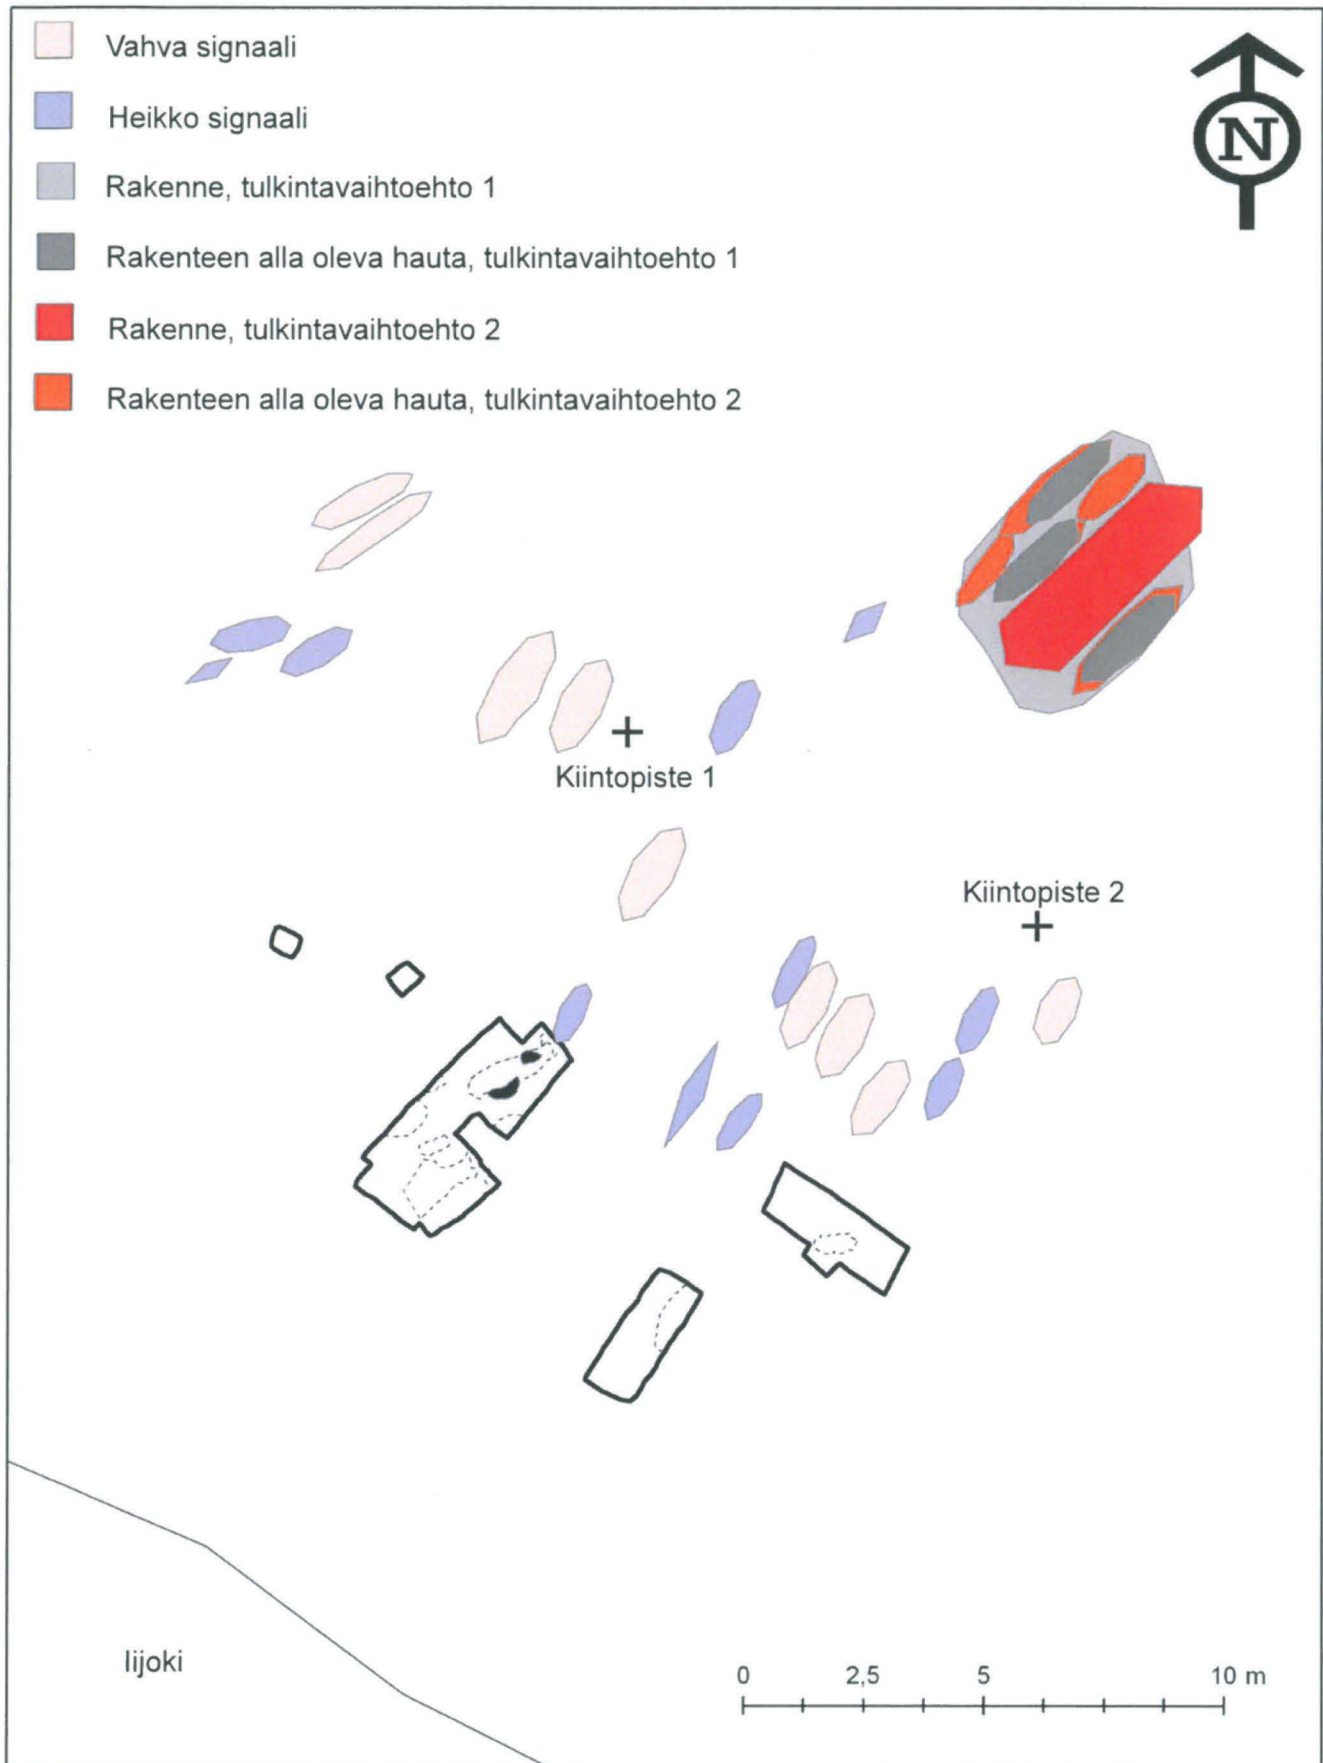 Vahva signaali
Heikko signaali
Rakenne, tulkintavaihtoehto 1
Rakenteen alla oleva hauta, tulkintavaihtoehto 1
Rakenne, tulkintavaihtoehto 2
Rakenteen alla oleva hauta, tulkintavaihtoehto 2
N
Kiintopiste 1
Kiintopiste 2
Iijoki
0 2,5 5 10 m